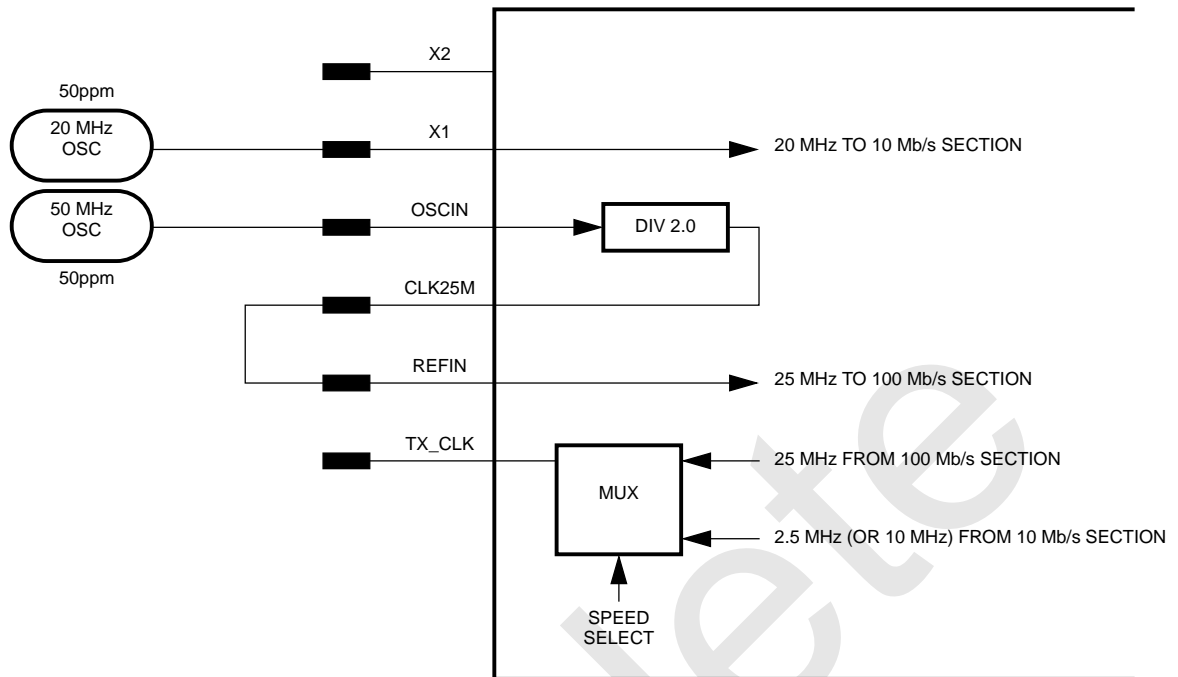 X2
50ppm
20 MHz
OSC
X1
20 MHz TO 10 Mb/s SECTION
50 MHz
OSC
OSCIN
DIV 2.0
50ppm
CLK25M
REFIN
25 MHz TO 100 Mb/s SECTION
TX_CLK
25 MHz FROM 100 Mb/s SECTION
MUX
2.5 MHz (OR 10 MHz) FROM 10 Mb/s SECTION
SPEED
SELECT
lete